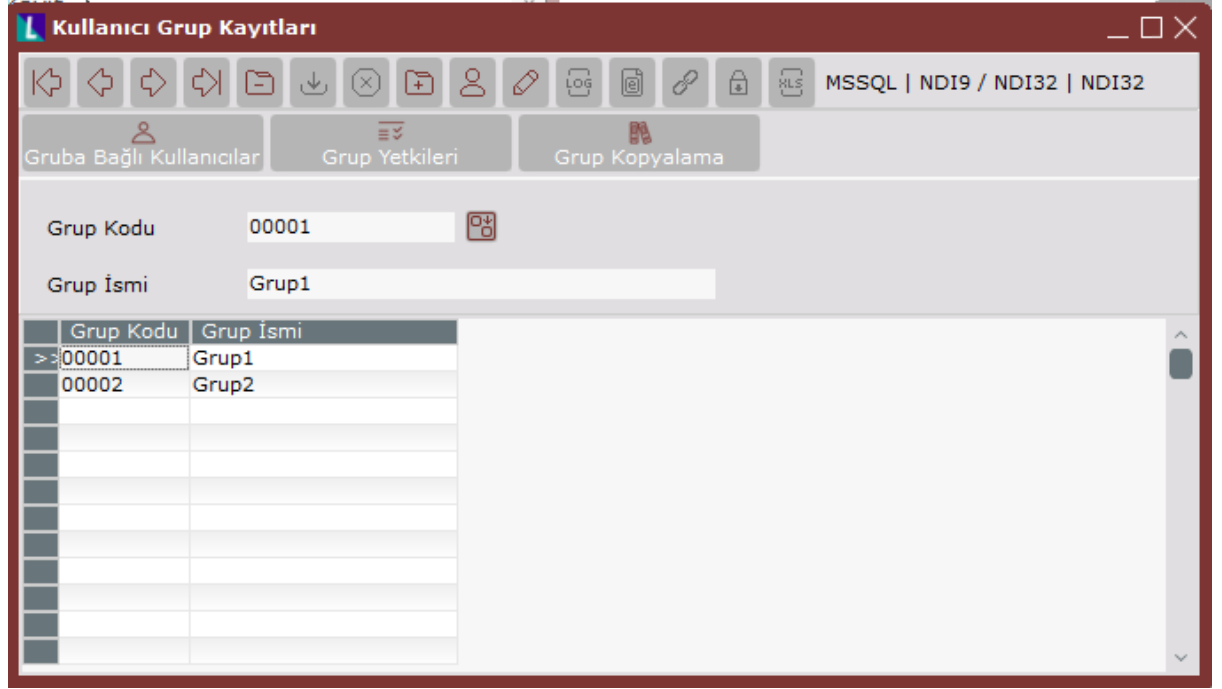 Kullanıcı Grup Kayıtları
LOG e XLS MSSQL | NDI9 / NDI32 | NDI32
Gruba Bağlı Kullanıcılar Grup Yetkileri Grup Kopyalama
Grup Kodu 00001
Grup İsmi Grup1
Grup Kodu Grup İsmi
>> 00001 Grup1
00002 Grup2